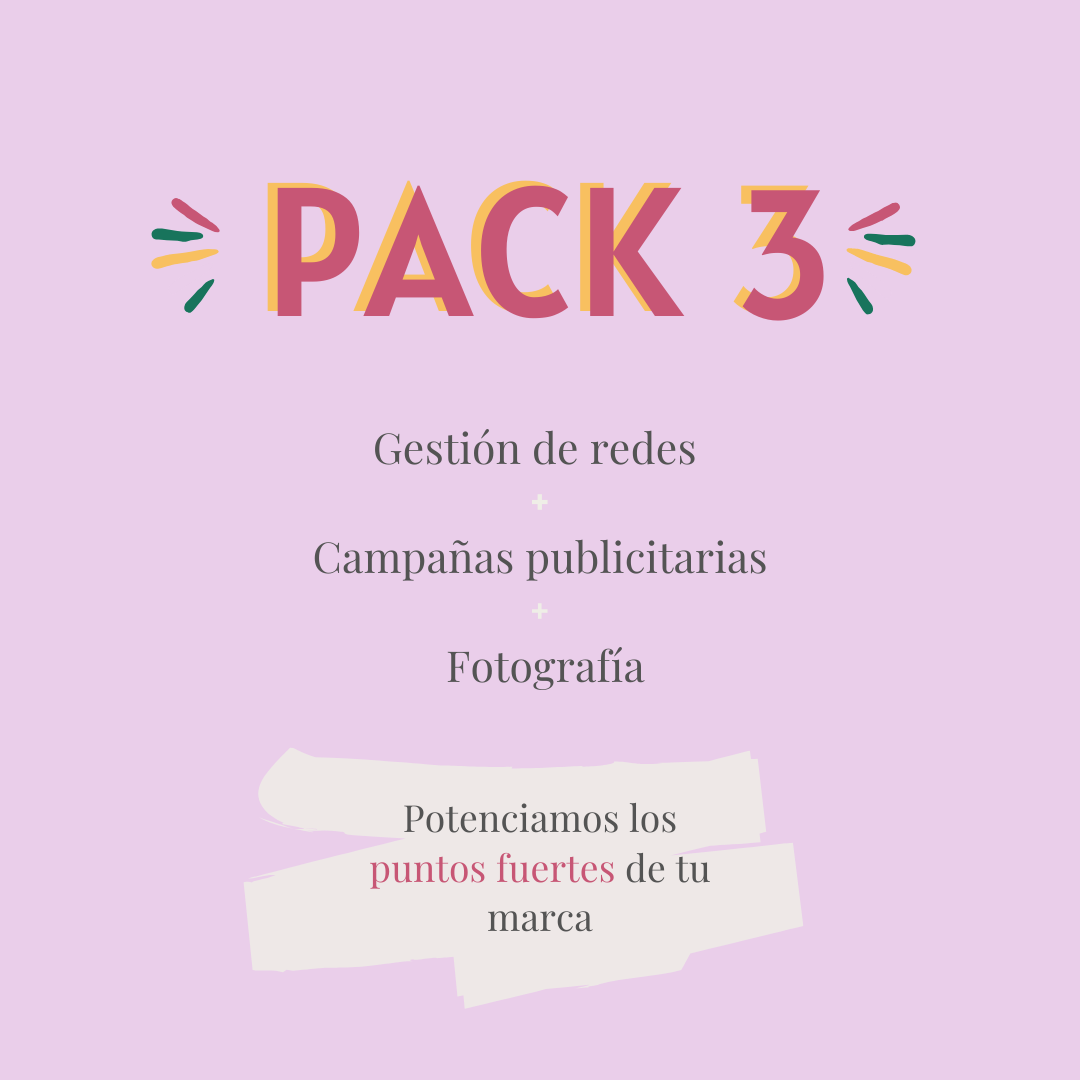 PACK 3
Gestión de redes
+
Campañas publicitarias
+
Fotografía
Potenciamos los
puntos fuertes de tu
marca